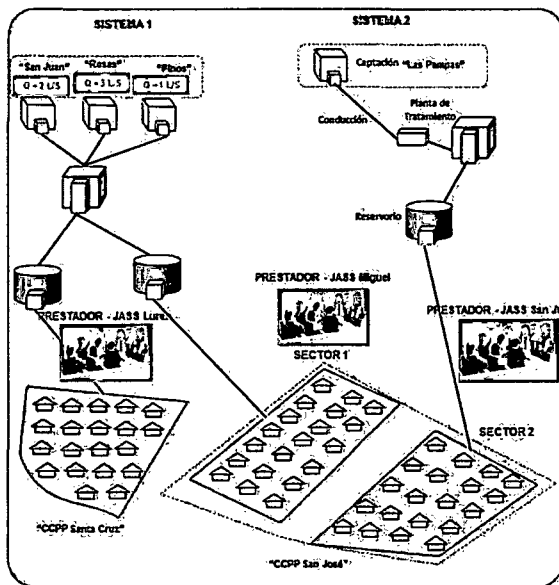 SISTEMA 1
SISTEMA 2
"San Juan"
"Rosas"
"Pinos"
Q = 2 L/S
Q = 3 L/S
Q = 1 L/S
Captación "Las Pampas"
Conducción
Planta de
Tratamiento
Reservorio
PRESTADOR - JASS
PRESTADOR - JASS Miguel
PRESTADOR - JASS San
SECTOR 1
SECTOR 2
"CCPP Santa Cruz"
"CCPP San José"